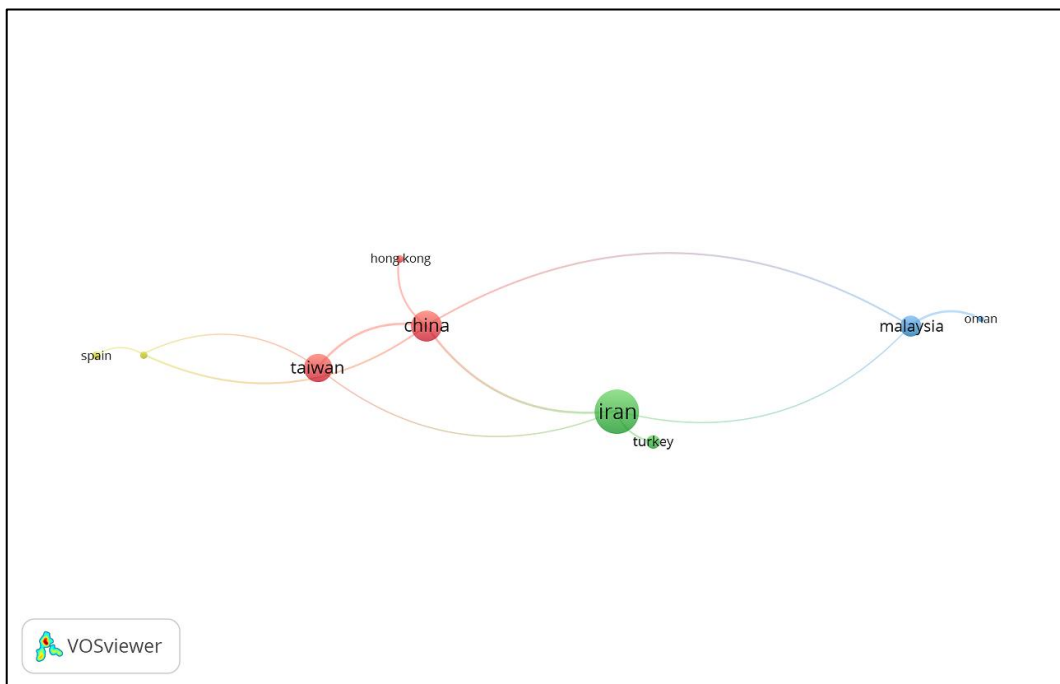 hong kong
china
malaysia
oman
spain
taiwan
iran
turkey
VOSviewer